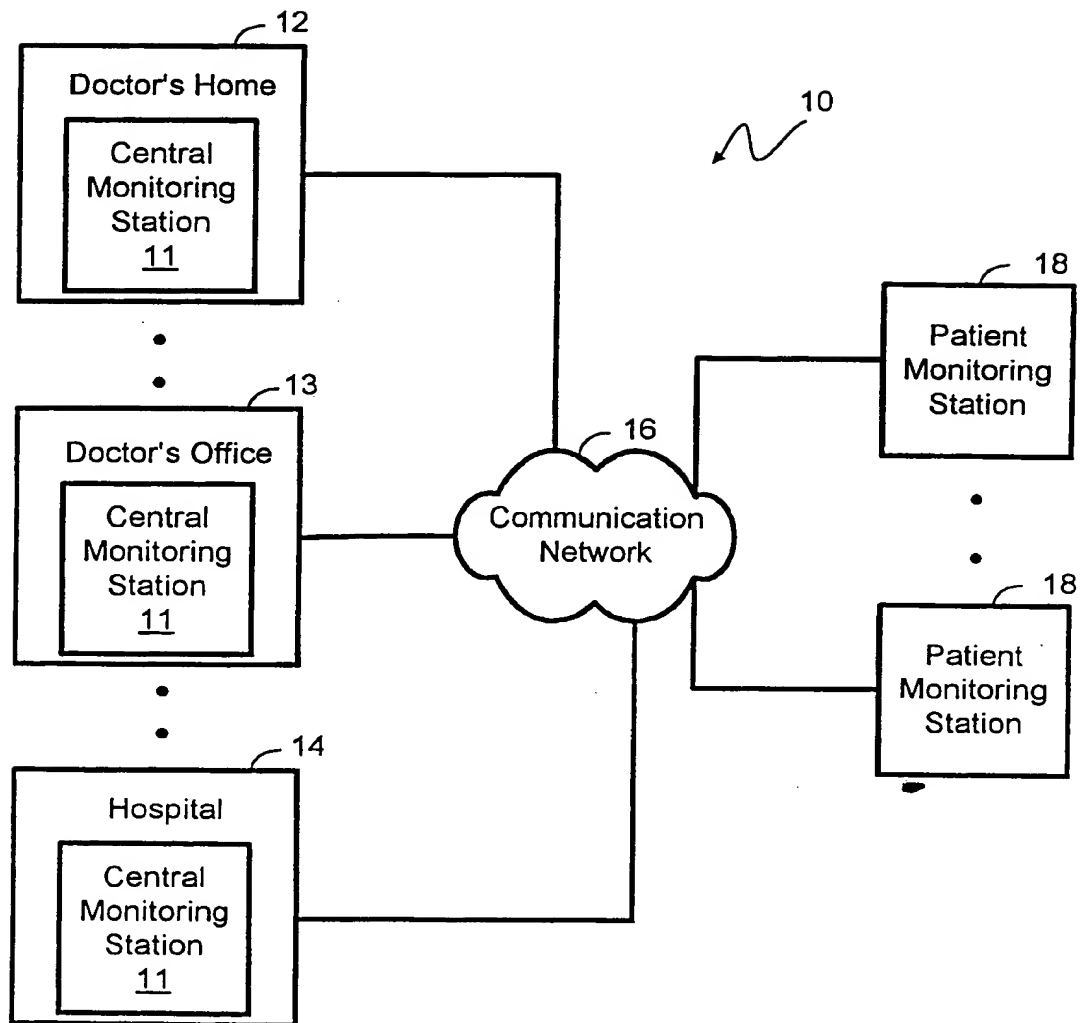 12
Doctor's Home
Central
Monitoring
Station
11
10
13
Doctor's Office
Central
Monitoring
Station
11
14
Hospital
Central
Monitoring
Station
11
16
Communication
Network
18
Patient
Monitoring
Station
18
Patient
Monitoring
Station